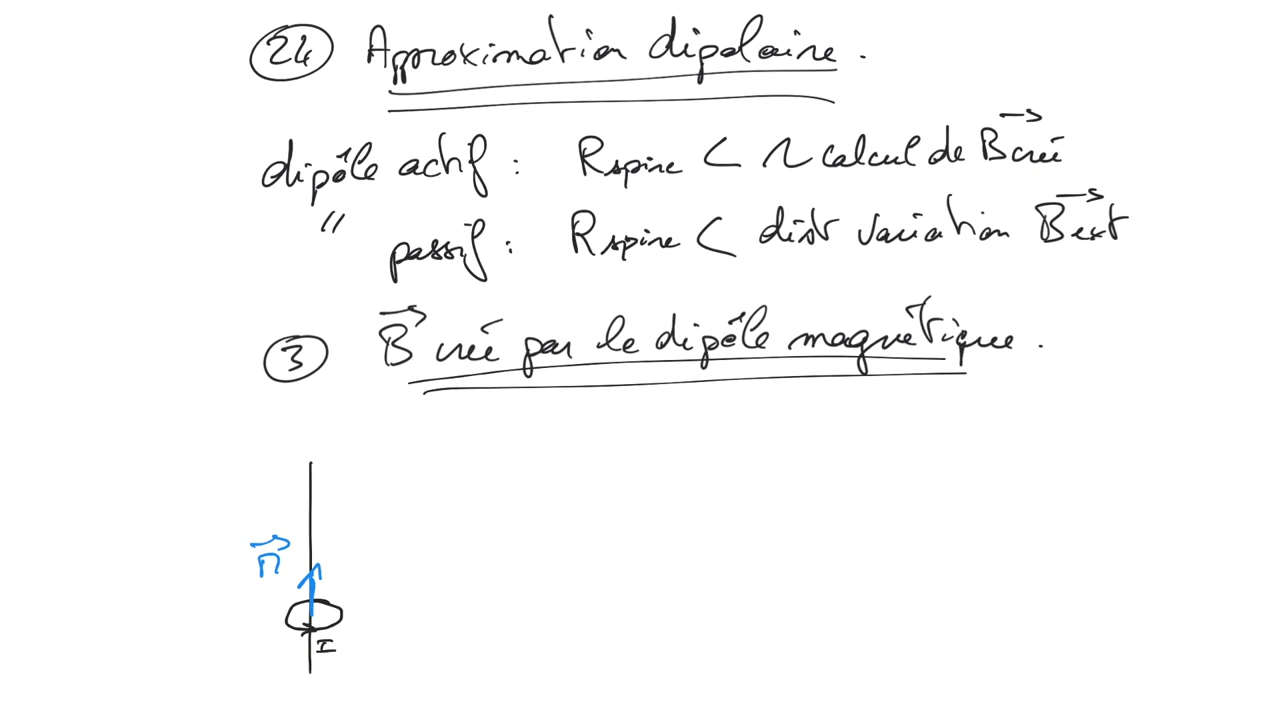 24 Approximation dipolaire.
dipôle actif : Rspire < r calcul de B⃗ créé
" passif : Rspire < dist variation B⃗ext
3 B⃗ créé par le dipôle magnétique.
M⃗
I